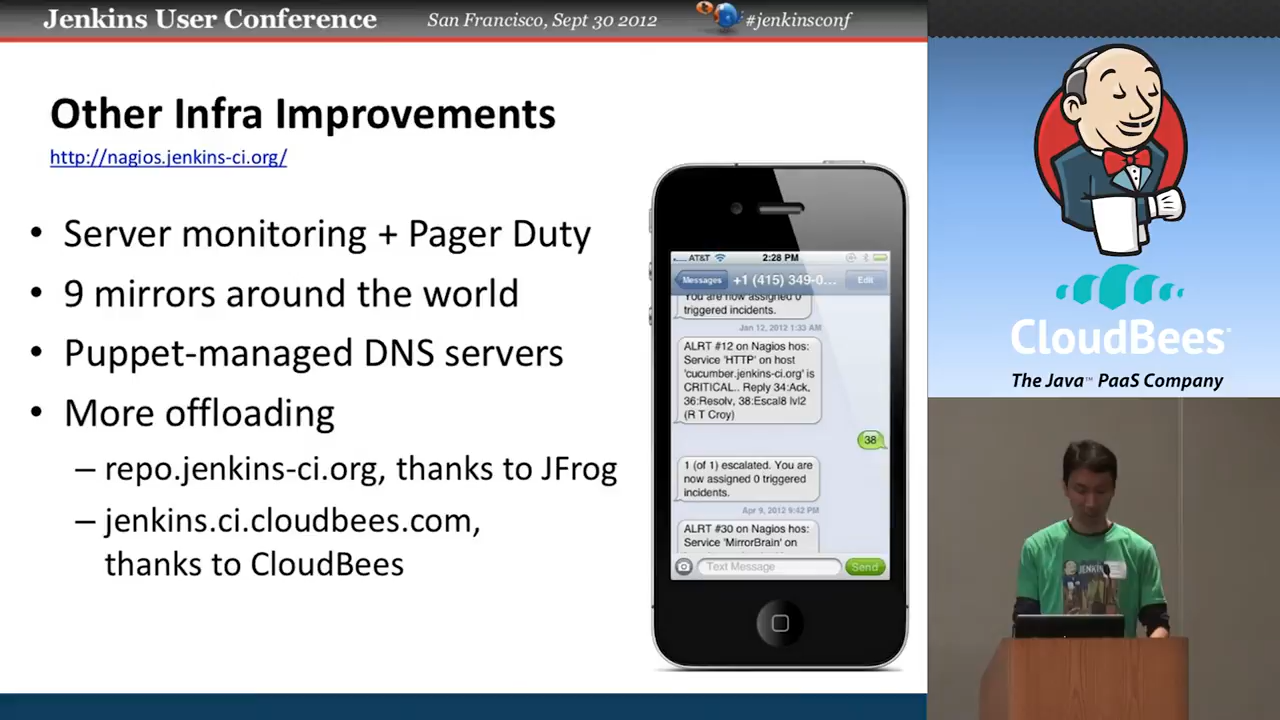 Jenkins User Conference
San Francisco, Sept 30 2012
#jenkinsconf
Other Infra Improvements
http://nagios.jenkins-ci.org/
• Server monitoring + Pager Duty
• 9 mirrors around the world
• Puppet-managed DNS servers
• More offloading
– repo.jenkins-ci.org, thanks to JFrog
– jenkins.ci.cloudbees.com,
thanks to CloudBees
AT&T 2:28 PM
Messages +1 (415) 349-0... Edit
You are now assigned 0
triggered incidents.
Jan 12, 2012 1:33 AM
ALRT #12 on Nagios hos:
Service 'HTTP' on host
'cucumber.jenkins-ci.org' is
CRITICAL.. Reply 34:Ack,
36:Resolv, 38:Escal8 lvl2
(R T Croy)
38
1 (of 1) escalated. You are
now assigned 0 triggered
incidents.
Apr 9, 2012 9:42 PM
ALRT #30 on Nagios hos:
Service 'MirrorBrain' on
Text Message Send
CloudBees
The Java™ PaaS Company
JENKINS